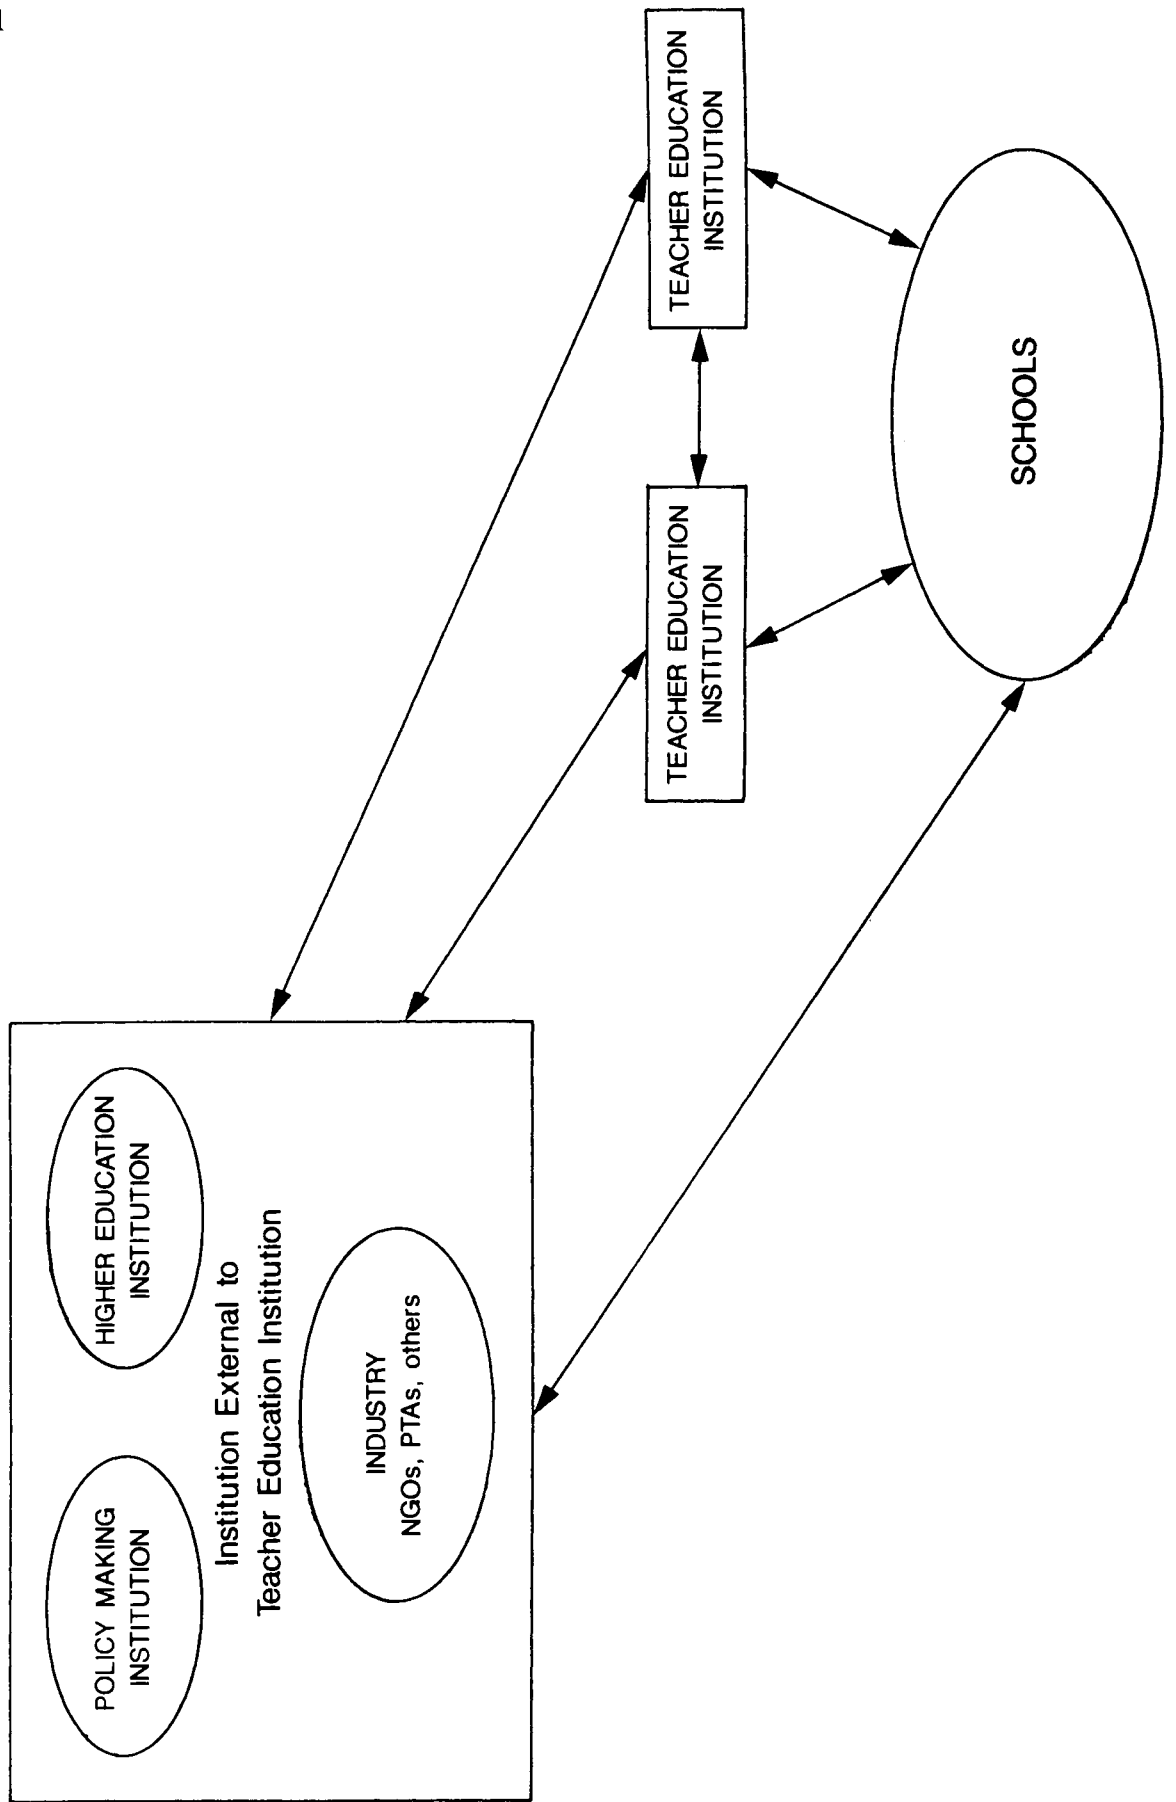 POLICY MAKING
INSTITUTION
HIGHER EDUCATION
INSTITUTION
Institution External to
Teacher Education Institution
INDUSTRY
NGOs, PTAs, others
TEACHER EDUCATION
INSTITUTION
TEACHER EDUCATION
INSTITUTION
SCHOOLS